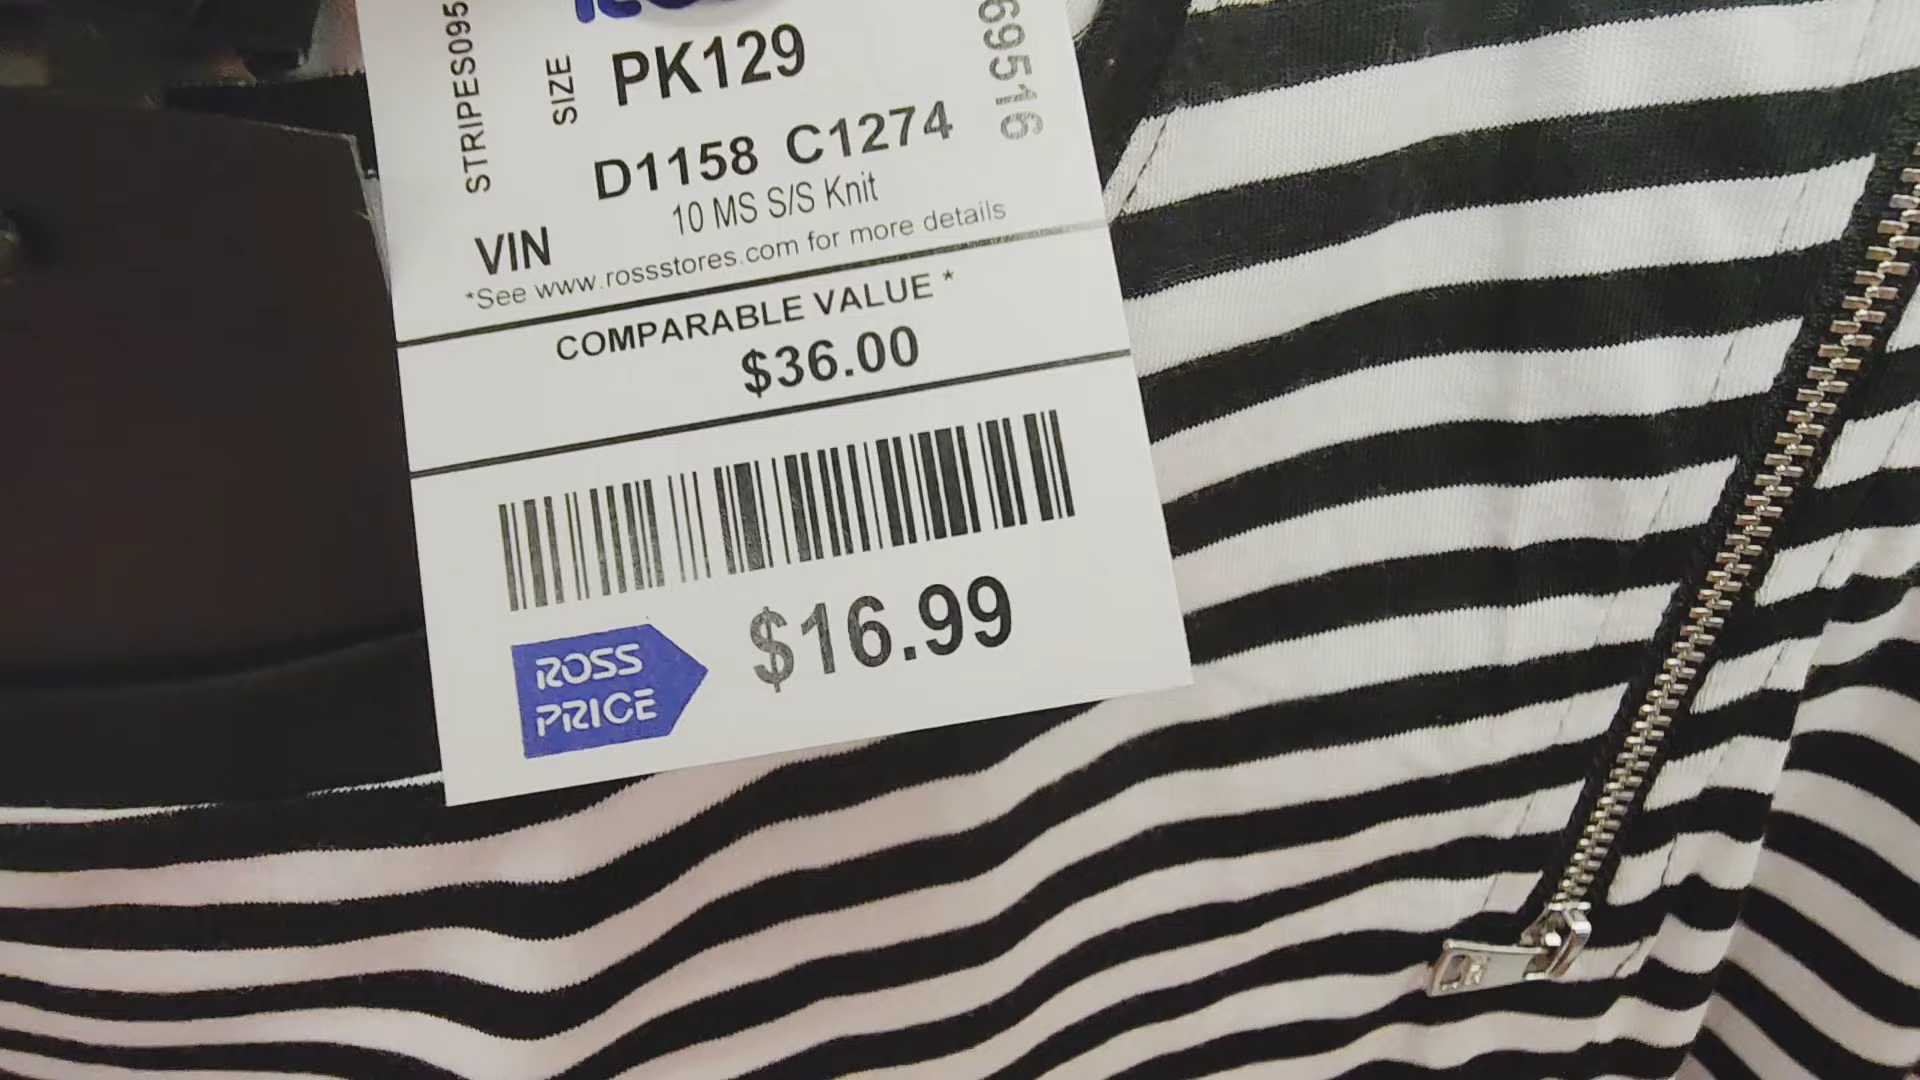 STRIPES095
SIZE
PK129
69516
D1158 C1274
10 MS S/S Knit
VIN
*See www.rossstores.com for more details
COMPARABLE VALUE *
$36.00
ROSS
PRICE
$16.99